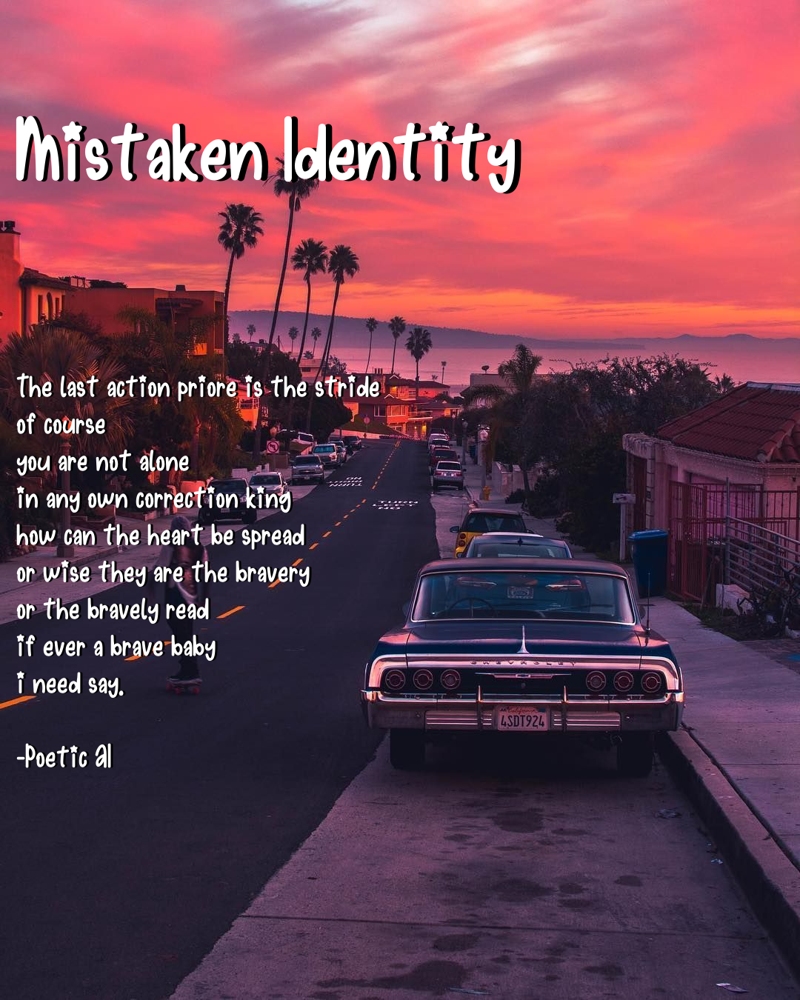 Mistaken Identity
The last action priore is the stride
of course
you are not alone
in any own correction king
how can the heart be spread
or wise they are the bravery
or the bravely read
if ever a brave baby
i need say.
-Poetic Al
CHEVROLET
4SDT924